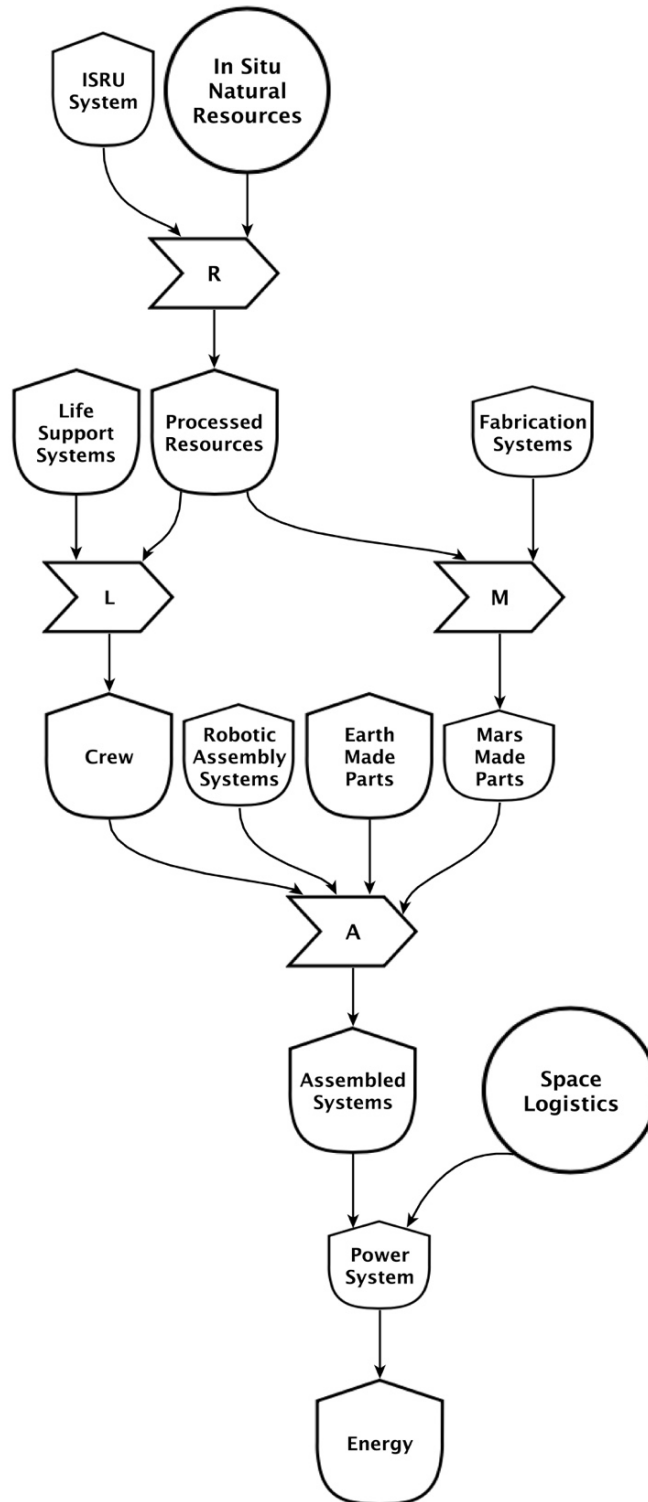 ISRU
System
In Situ
Natural
Resources
R
Life
Support
Systems
Processed
Resources
Fabrication
Systems
L
M
Crew
Robotic
Assembly
Systems
Earth
Made
Parts
Mars
Made
Parts
A
Assembled
Systems
Space
Logistics
Power
System
Energy